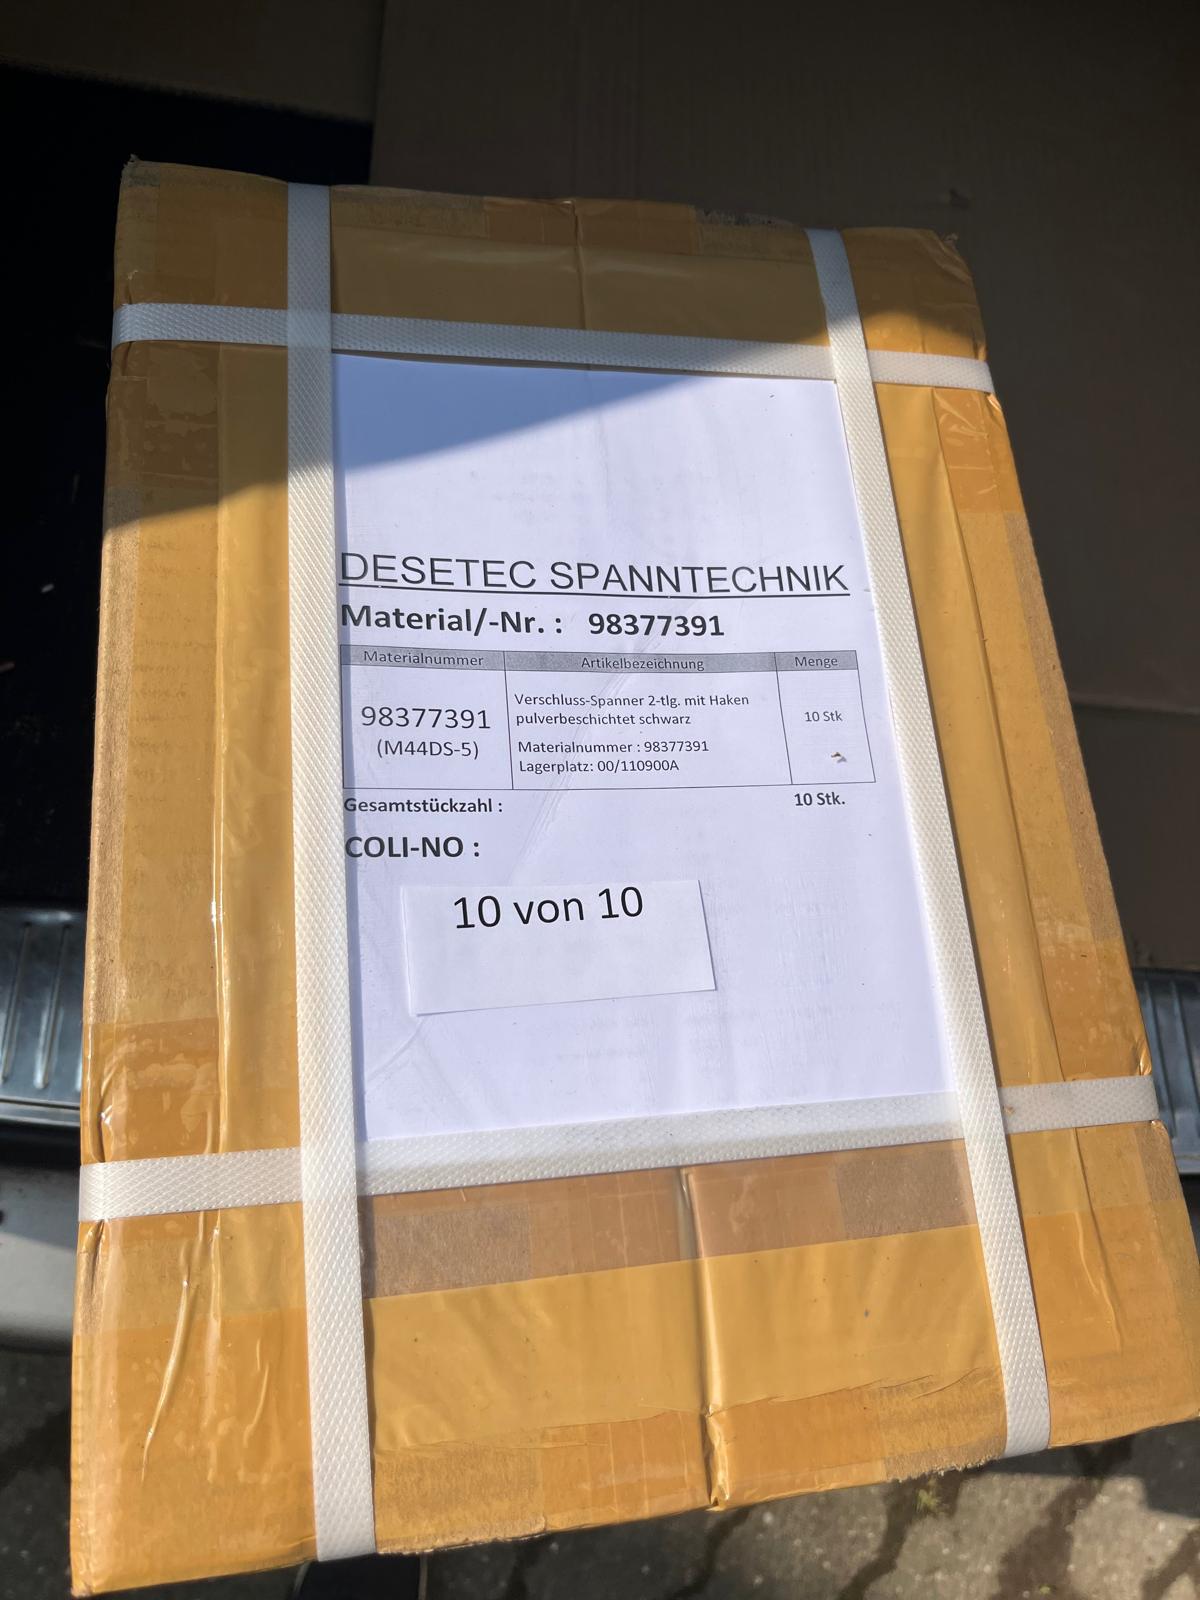 DESETEC SPANNTECHNIK
Material/-Nr. : 98377391
Materialnummer Artikelbezeichnung Menge
98377391
(M44DS-5)
Verschluss-Spanner 2-tlg. mit Haken
pulverbeschichtet schwarz
Materialnummer : 98377391
Lagerplatz: 00/110900A
10 Stk
Gesamtstückzahl : 10 Stk.
COLI-NO :
10 von 10